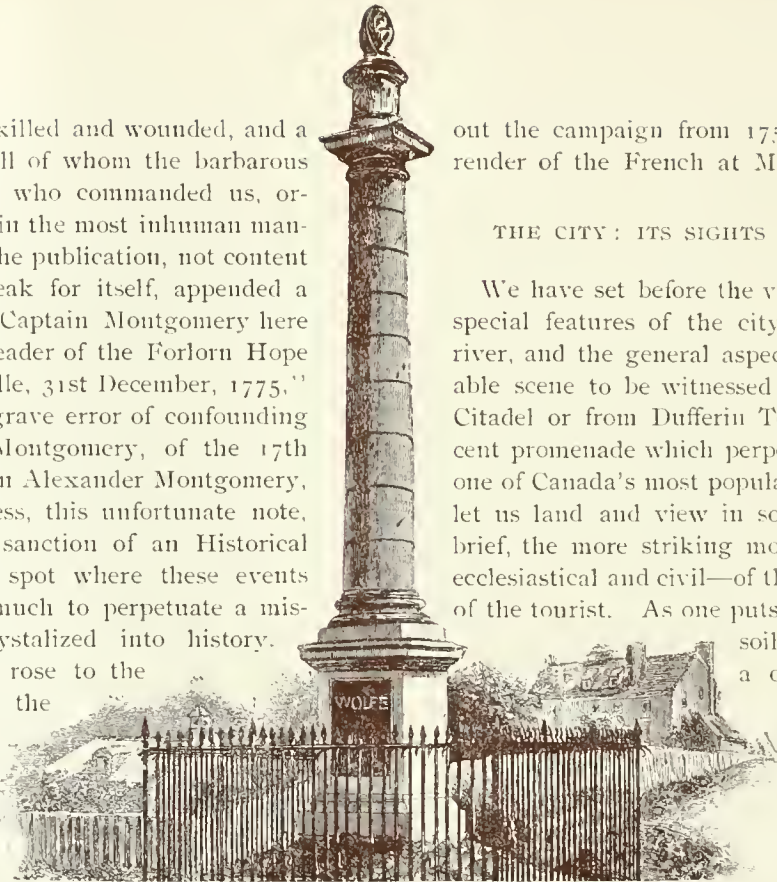 killed and wounded, and a
ll of whom the barbarous
who commanded us, or-
in the most inhuman man-
he publication, not content
eak for itself, appended a
Captain Montgomery here
eader of the Forlorn Hope
lle, 31st December, 1775,"
grave error of confounding
Montgomery, of the 17th
n Alexander Montgomery,
ess, this unfortunate note,
sanction of an Historical
spot where these events
much to perpetuate a mis-
ystalized into history.
rose to the
the
WOLFE
out the campaign from 175
render of the French at M
THE CITY: ITS SIGHTS
We have set before the v
special features of the city
river, and the general aspec
able scene to be witnessed
Citadel or from Dufferin T
cent promenade which perp
one of Canada's most popula
let us land and view in so
brief, the more striking mo
ecclesiastical and civil—of th
of the tourist. As one puts
soil
a c